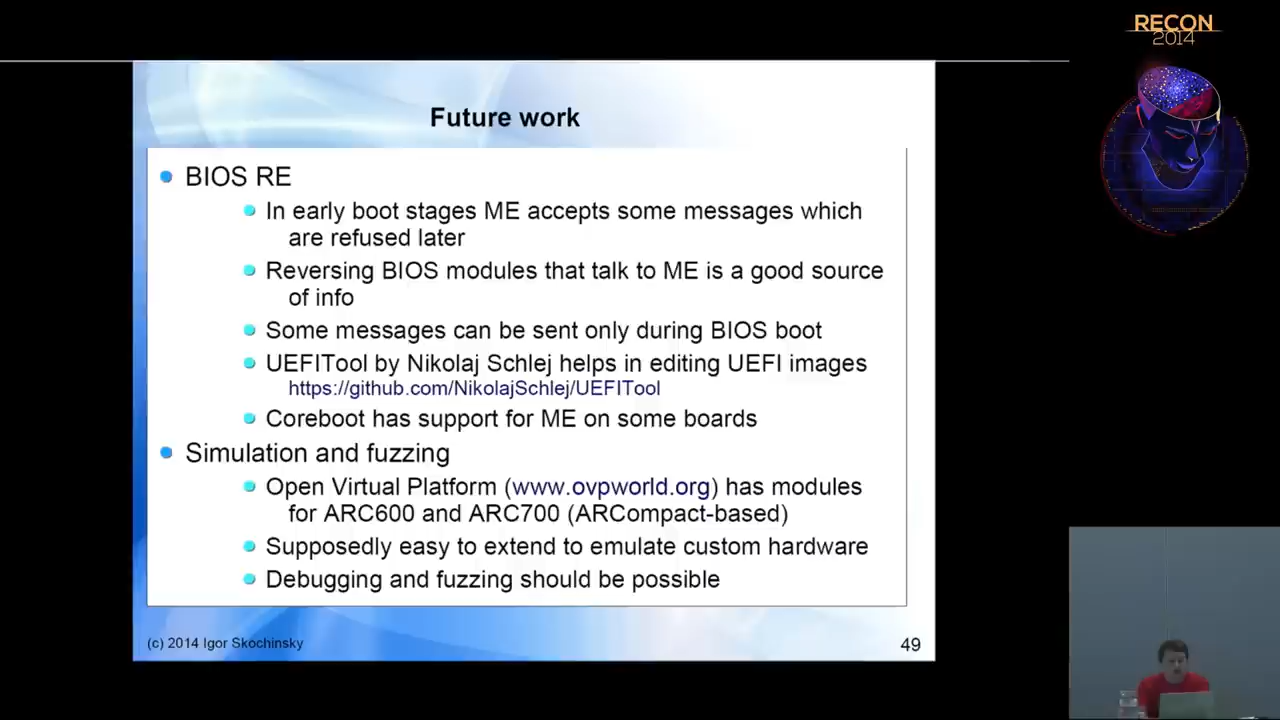 RECON
2014
Future work
BIOS RE
In early boot stages ME accepts some messages which
are refused later
Reversing BIOS modules that talk to ME is a good source
of info
Some messages can be sent only during BIOS boot
UEFITool by Nikolaj Schlej helps in editing UEFI images
https://github.com/NikolajSchlej/UEFITool
Coreboot has support for ME on some boards
Simulation and fuzzing
Open Virtual Platform (www.ovpworld.org) has modules
for ARC600 and ARC700 (ARCompact-based)
Supposedly easy to extend to emulate custom hardware
Debugging and fuzzing should be possible
(c) 2014 Igor Skochinsky
49